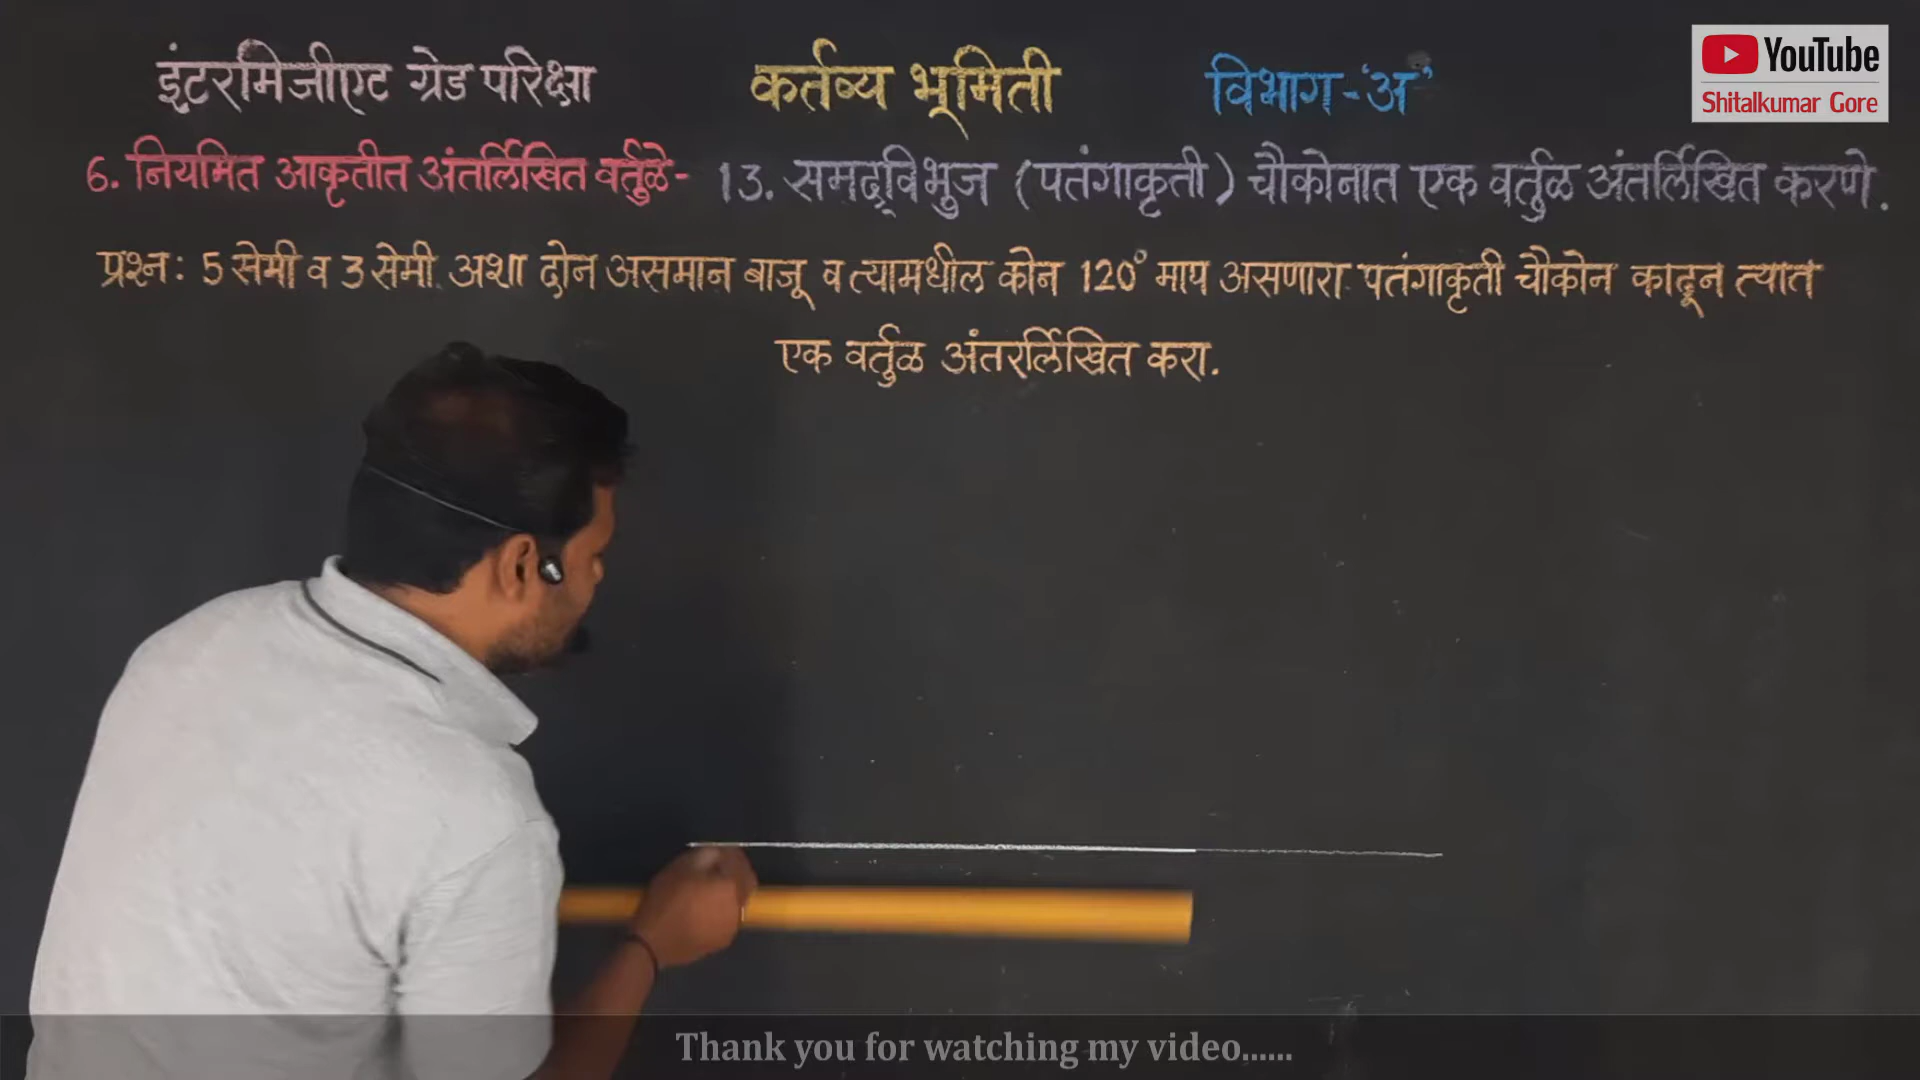 इंटरमिजीएट ग्रेड परिक्षा कर्तव्य भूमिती विभाग-'अ'
YouTube
Shitalkumar Gore
6. नियमित आकृतीत अंतर्लिखित वर्तुळे- 13. समद्विभुज (पतंगाकृती) चौकोनात एक वर्तुळ अंतर्लिखित करणे.
प्रश्न: 5 सेमी व 3 सेमी. अशा दोन असमान बाजू व त्यामधील कोन 120° माप असणारा पतंगाकृती चौकोन काढून त्यात
एक वर्तुळ अंतरर्लिखित करा.
Thank you for watching my video......